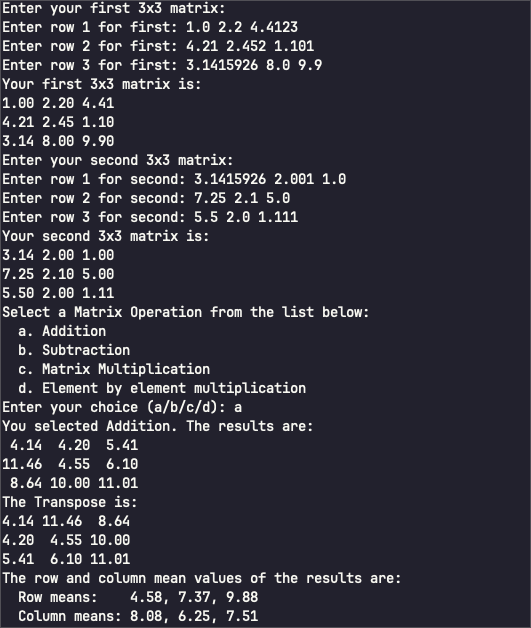 Enter your first 3x3 matrix:
Enter row 1 for first: 1.0 2.2 4.4123
Enter row 2 for first: 4.21 2.452 1.101
Enter row 3 for first: 3.1415926 8.0 9.9
Your first 3x3 matrix is:
1.00 2.20 4.41
4.21 2.45 1.10
3.14 8.00 9.90
Enter your second 3x3 matrix:
Enter row 1 for second: 3.1415926 2.001 1.0
Enter row 2 for second: 7.25 2.1 5.0
Enter row 3 for second: 5.5 2.0 1.111
Your second 3x3 matrix is:
3.14 2.00 1.00
7.25 2.10 5.00
5.50 2.00 1.11
Select a Matrix Operation from the list below:
  a. Addition
  b. Subtraction
  c. Matrix Multiplication
  d. Element by element multiplication
Enter your choice (a/b/c/d): a
You selected Addition. The results are:
 4.14  4.20  5.41
11.46  4.55  6.10
 8.64 10.00 11.01
The Transpose is:
4.14 11.46  8.64
4.20  4.55 10.00
5.41  6.10 11.01
The row and column mean values of the results are:
  Row means:    4.58, 7.37, 9.88
  Column means: 8.08, 6.25, 7.51